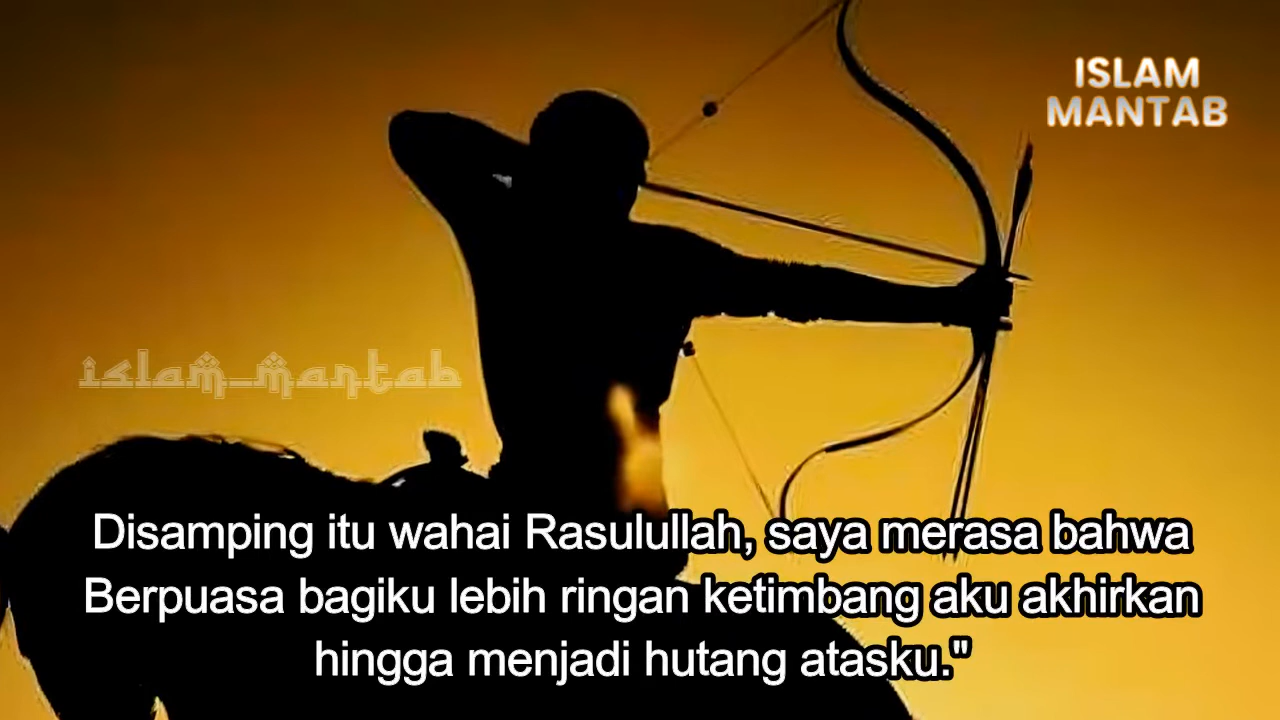 ISLAM
MANTAB
islam_mantab
Disamping itu wahai Rasulullah, saya merasa bahwa
Berpuasa bagiku lebih ringan ketimbang aku akhirkan
hingga menjadi hutang atasku."